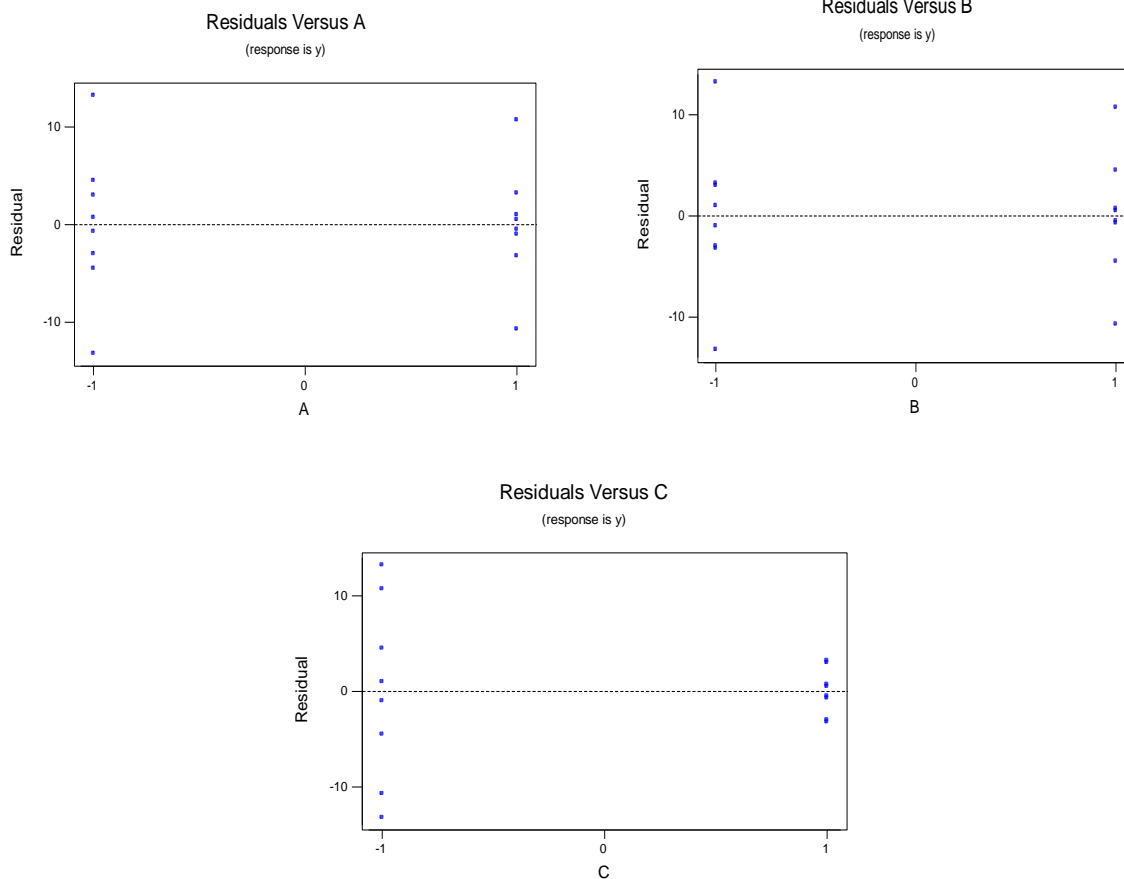 Residuals Versus A
(response is y)
10
0
-10
Residual
-1
0
1
A
Residuals Versus B
(response is y)
10
0
-10
Residual
-1
0
1
B
Residuals Versus C
(response is y)
10
0
-10
Residual
-1
0
1
C